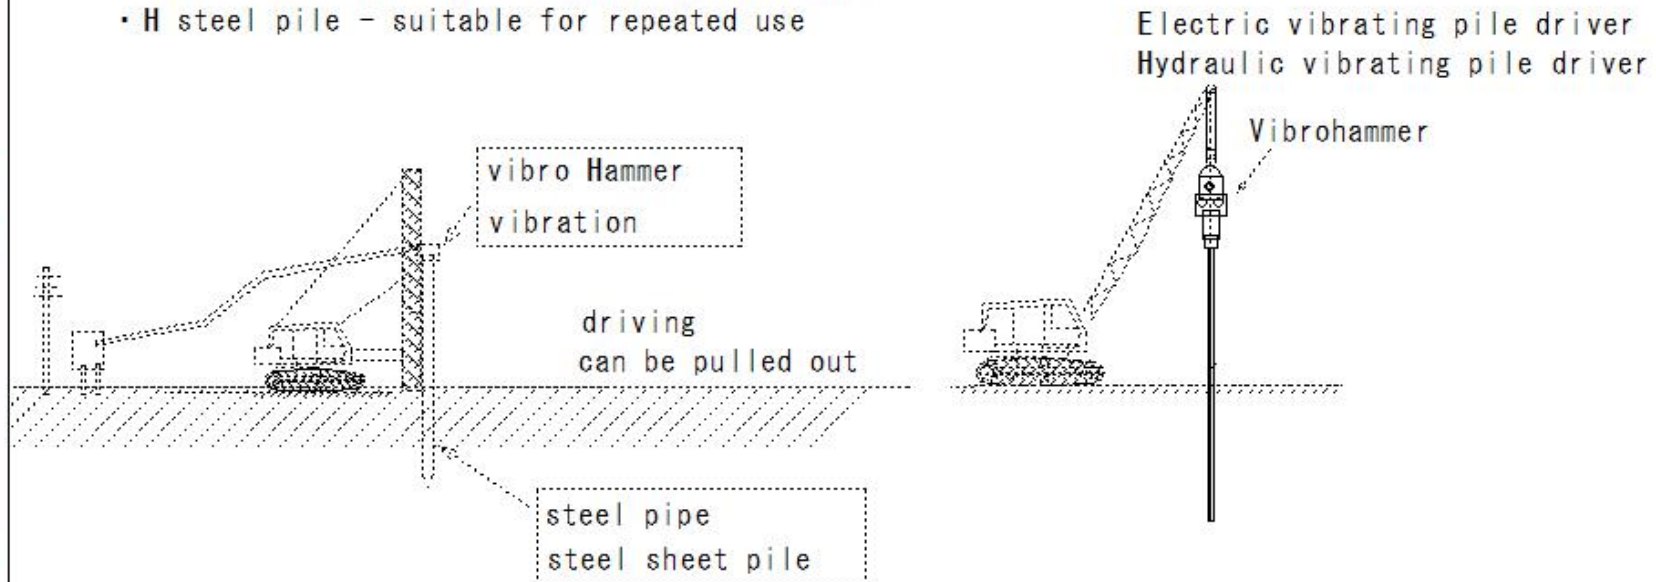 ・H steel pile - suitable for repeated use
Electric vibrating pile driver
Hydraulic vibrating pile driver
Vibrohammer
vibro Hammer
vibration
driving
can be pulled out
steel pipe
steel sheet pile